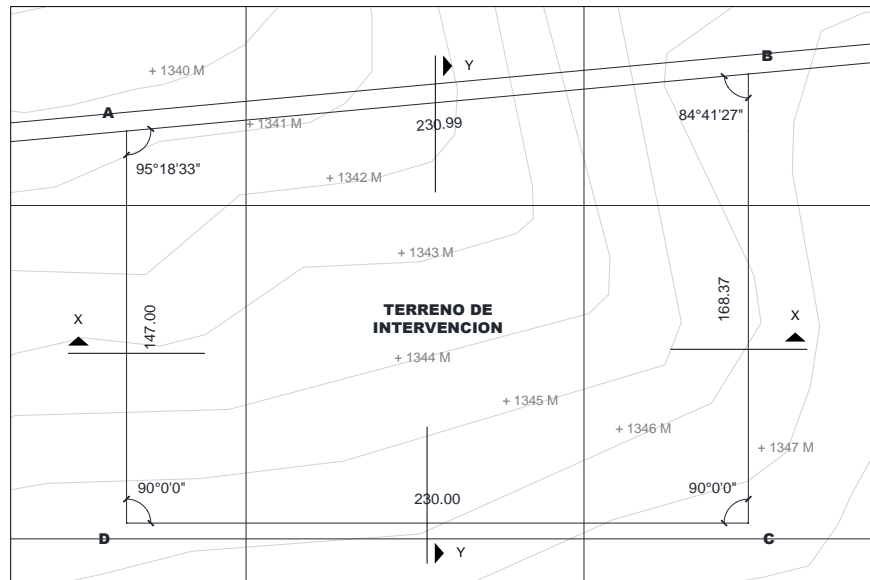 Y
B
+ 1340 M
A
84°41'27"
+ 1341 M
230.99
95°18'33"
+ 1342 M
+ 1343 M
168.37
147.00
TERRENO DE
INTERVENCION
X
X
+ 1344 M
+ 1345 M
+ 1346 M
+ 1347 M
90°0'0"
90°0'0"
230.00
D
C
Y